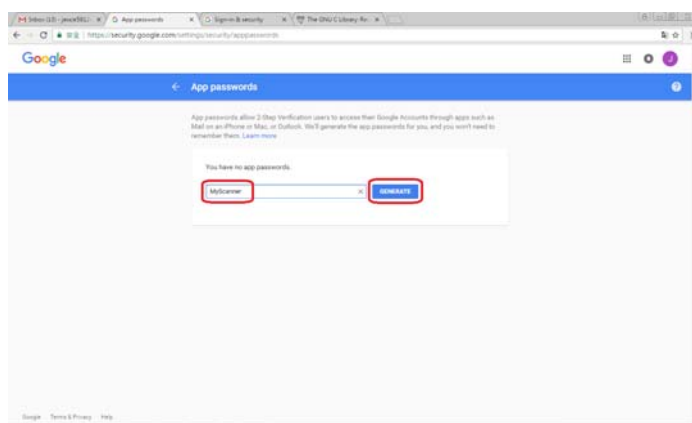 App passwords
Sign-in & security
The GNU C Library
https://security.google.com/settings/security/apppasswords
Google
J
App passwords
App passwords allow 2-Step Verification users to access their Google Accounts through apps such as
Mail on an iPhone or Mac, or Outlook. We'll generate the app passwords for you, and you won't need to
remember them. Learn more
You have no app passwords.
MyScanner
GENERATE
Google Terms & Privacy Help